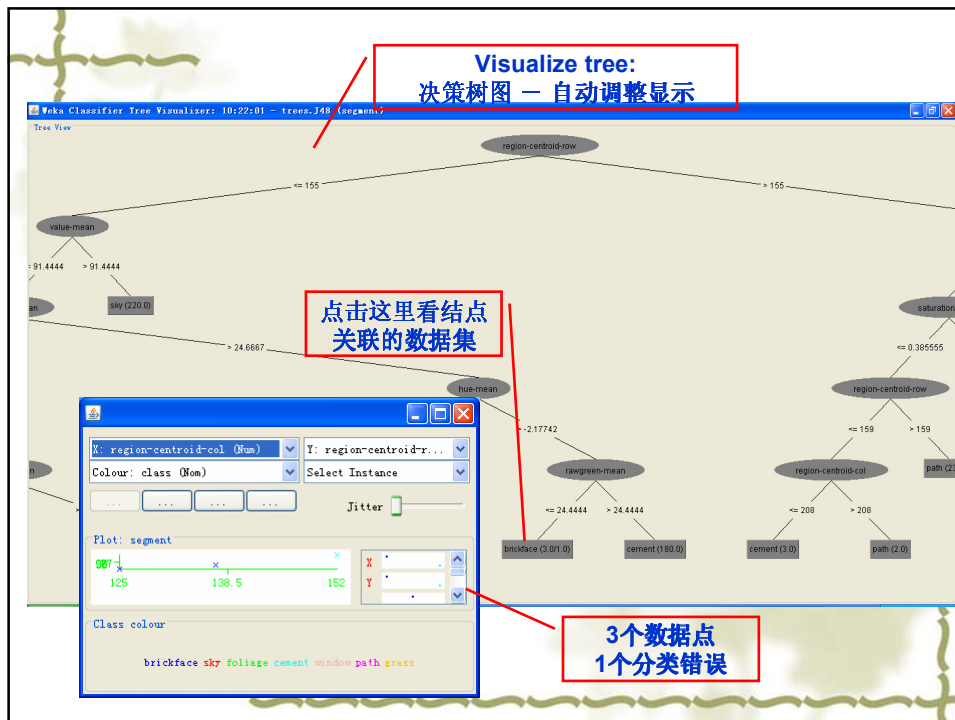 Visualize tree:
决策树图 － 自动调整显示
Weka Classifier Tree Visualizer: 10:22:01 - trees.J48 (segment)
Tree View
region-centroid-row
<= 155
> 155
value-mean
= 91.4444
> 91.4444
an
sky (220.0)
点击这里看结点
关联的数据集
saturation
> 24.6667
<= 0.385555
hue-mean
region-centroid-row
> -2.17742
<= 159
> 159
n
rawgreen-mean
region-centroid-col
path (23
<= 24.4444
> 24.4444
<= 208
> 208
brickface (3.0/1.0)
cement (180.0)
cement (3.0)
path (2.0)
X: region-centroid-col (Num)
Y: region-centroid-r...
Colour: class (Nom)
Select Instance
...
...
...
...
Jitter
Plot: segment
125
138.5
152
X
Y
Class colour
brickface sky foliage cement window path grass
3个数据点
1个分类错误